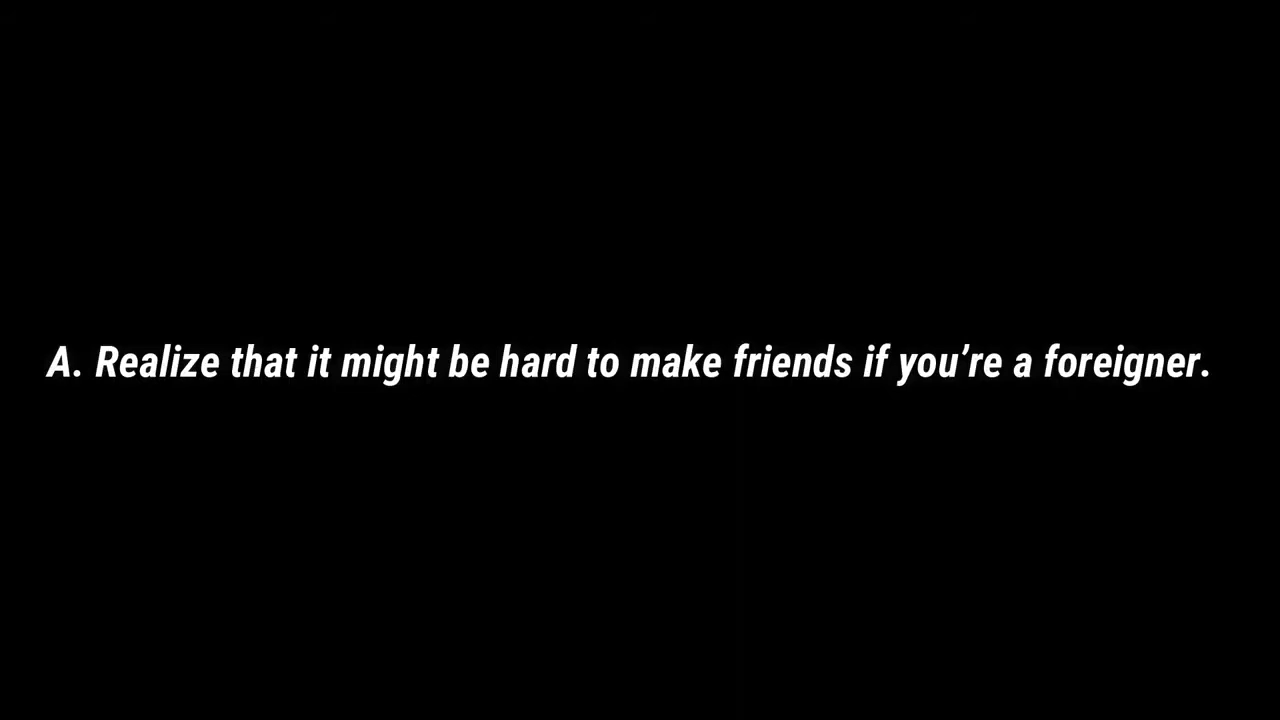 A. Realize that it might be hard to make friends if you’re a foreigner.